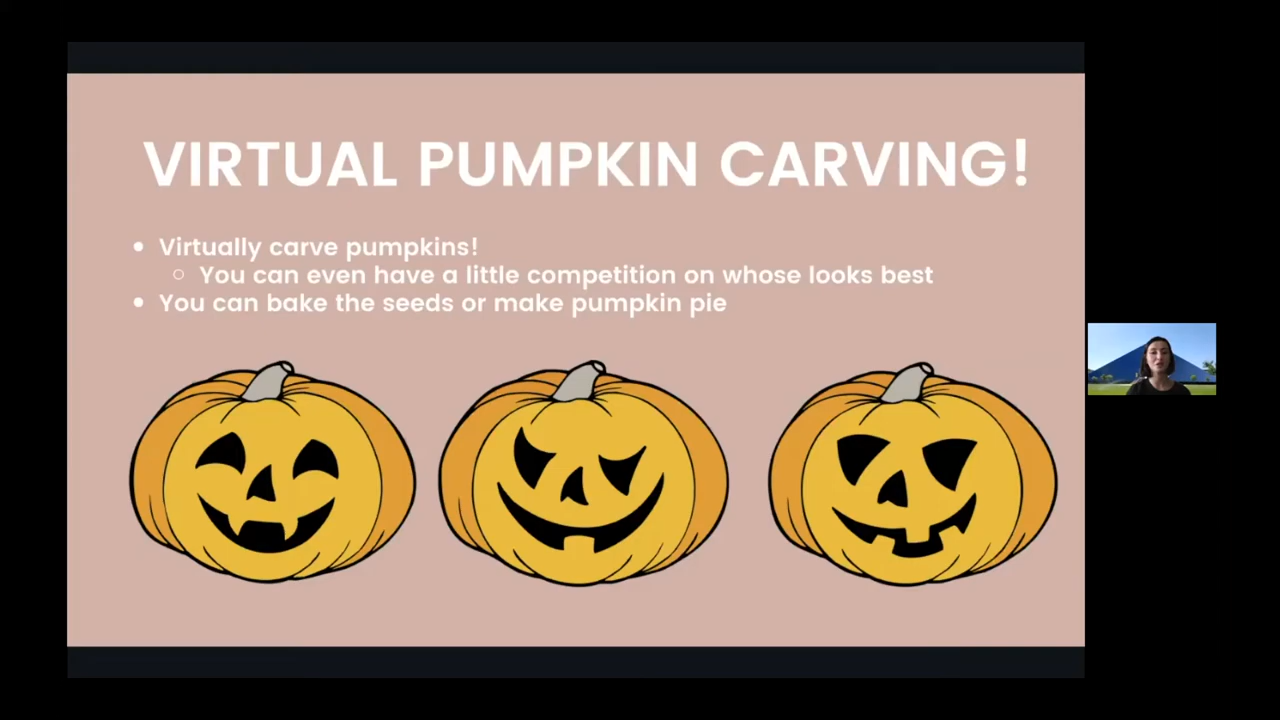 VIRTUAL PUMPKIN CARVING!
• Virtually carve pumpkins!
○ You can even have a little competition on whose looks best
• You can bake the seeds or make pumpkin pie